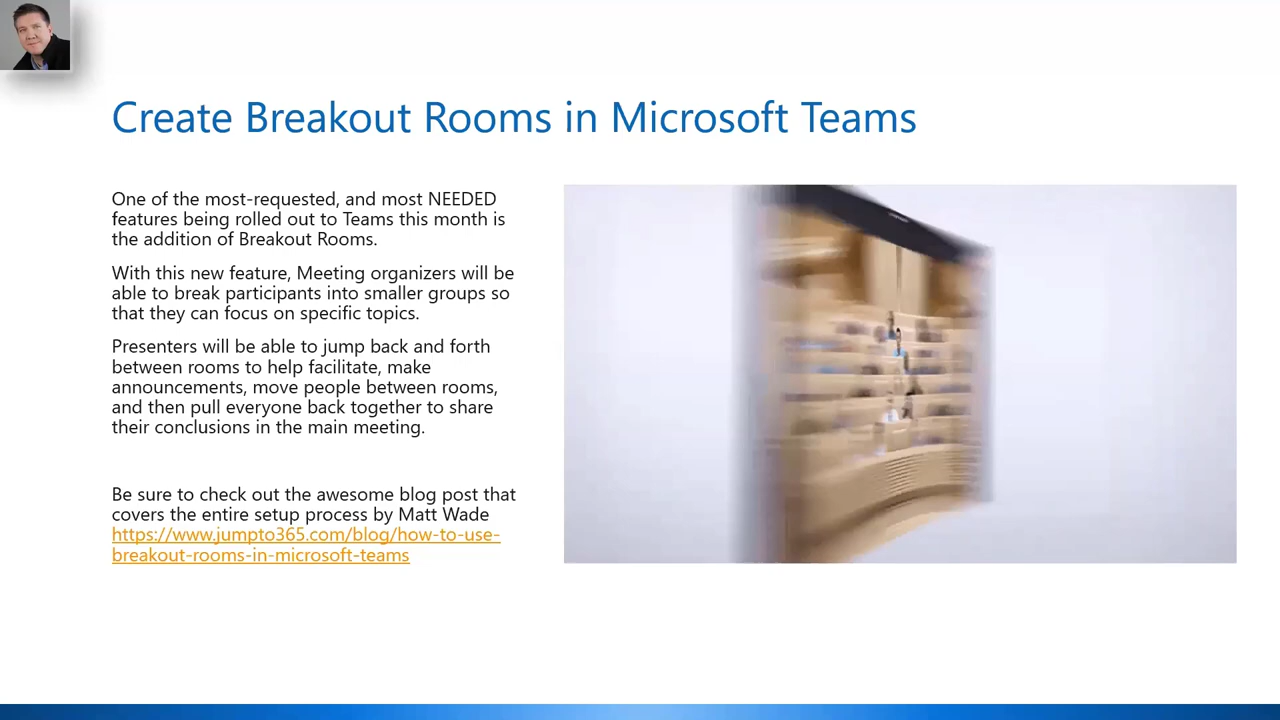 Create Breakout Rooms in Microsoft Teams
One of the most-requested, and most NEEDED
features being rolled out to Teams this month is
the addition of Breakout Rooms.
With this new feature, Meeting organizers will be
able to break participants into smaller groups so
that they can focus on specific topics.
Presenters will be able to jump back and forth
between rooms to help facilitate, make
announcements, move people between rooms,
and then pull everyone back together to share
their conclusions in the main meeting.
Be sure to check out the awesome blog post that
covers the entire setup process by Matt Wade
https://www.jumpto365.com/blog/how-to-use-
breakout-rooms-in-microsoft-teams